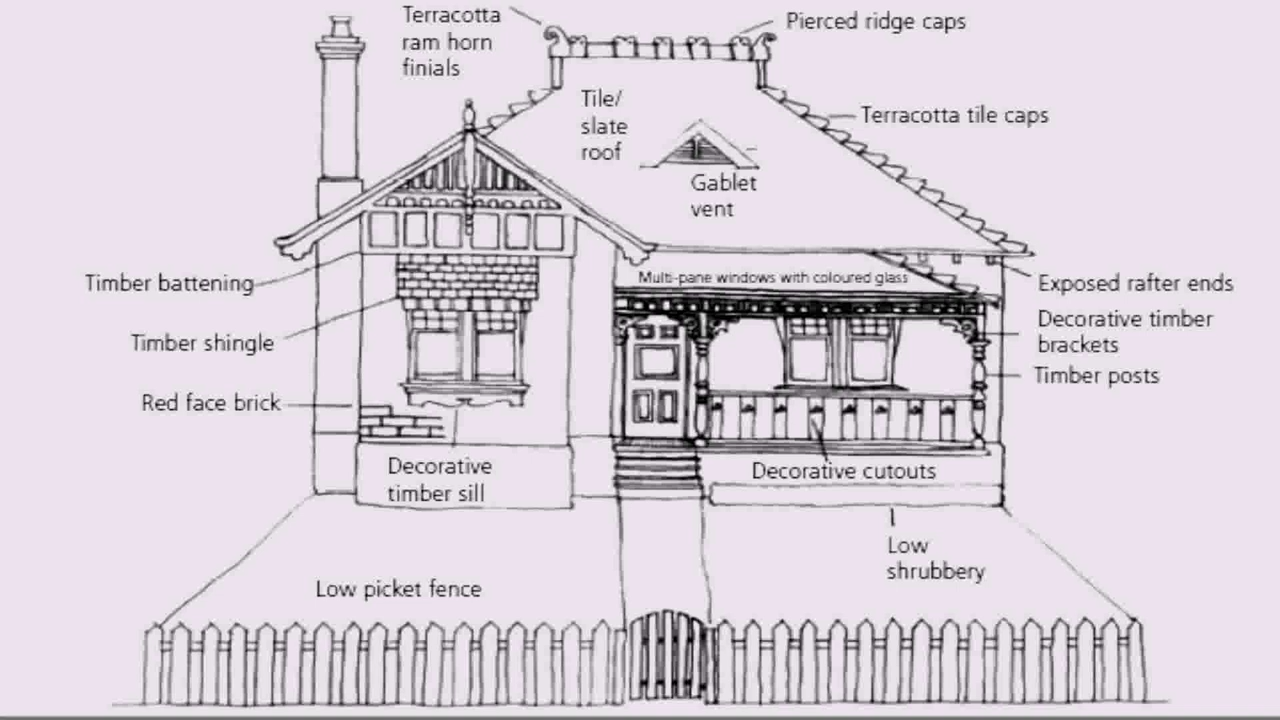 Terracotta
ram horn
finials
Pierced ridge caps
Tile/
slate
roof
Terracotta tile caps
Gablet
vent
Timber battening
Multi-pane windows with coloured glass
Exposed rafter ends
Timber shingle
Decorative timber
brackets
Timber posts
Red face brick
Decorative
timber sill
Decorative cutouts
Low
shrubbery
Low picket fence